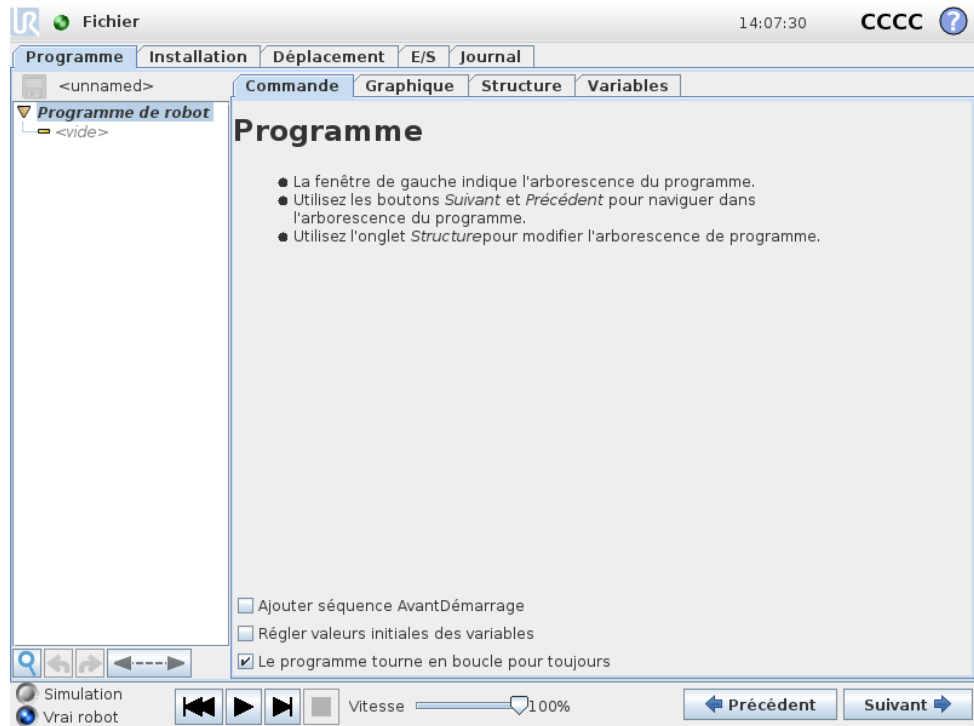 UR Fichier 14:07:30 CCCC ?
Programme Installation Déplacement E/S Journal
<unnamed> Commande Graphique Structure Variables
Programme de robot
<vide>
Programme
La fenêtre de gauche indique l'arborescence du programme.
Utilisez les boutons Suivant et Précédent pour naviguer dans
l'arborescence du programme.
Utilisez l'onglet Structurepour modifier l'arborescence de programme.
Ajouter séquence AvantDémarrage
Régler valeurs initiales des variables
Le programme tourne en boucle pour toujours
Simulation
Vrai robot
Vitesse 100% Précédent Suivant